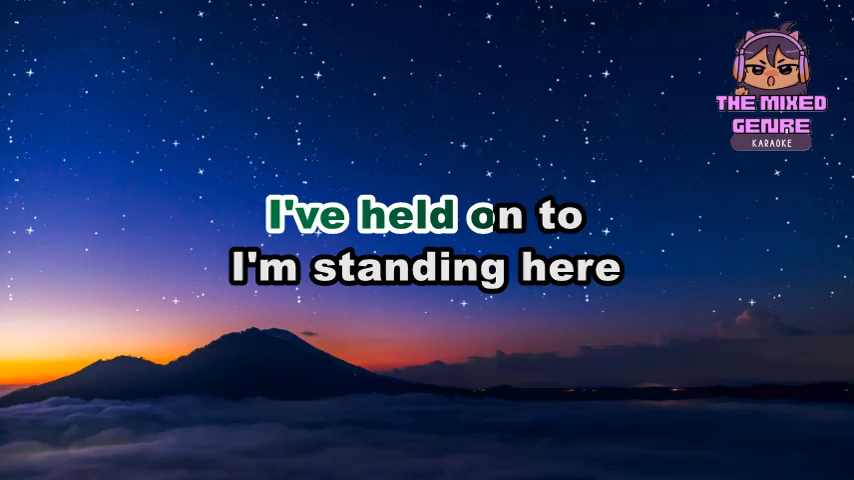 THE MIXED
GENRE
KARAOKE
I've held on to
I'm standing here